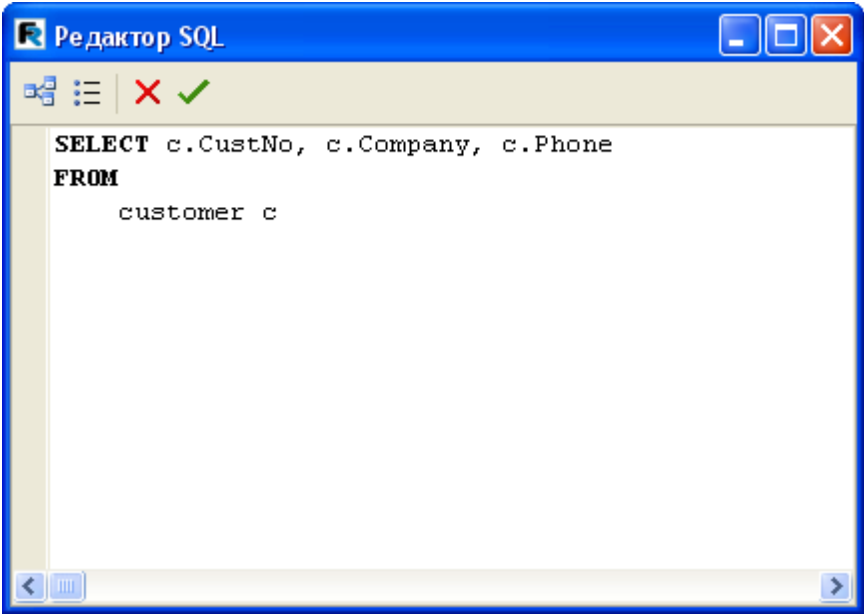 Редактор SQL
SELECT c.CustNo, c.Company, c.Phone
FROM
    customer c